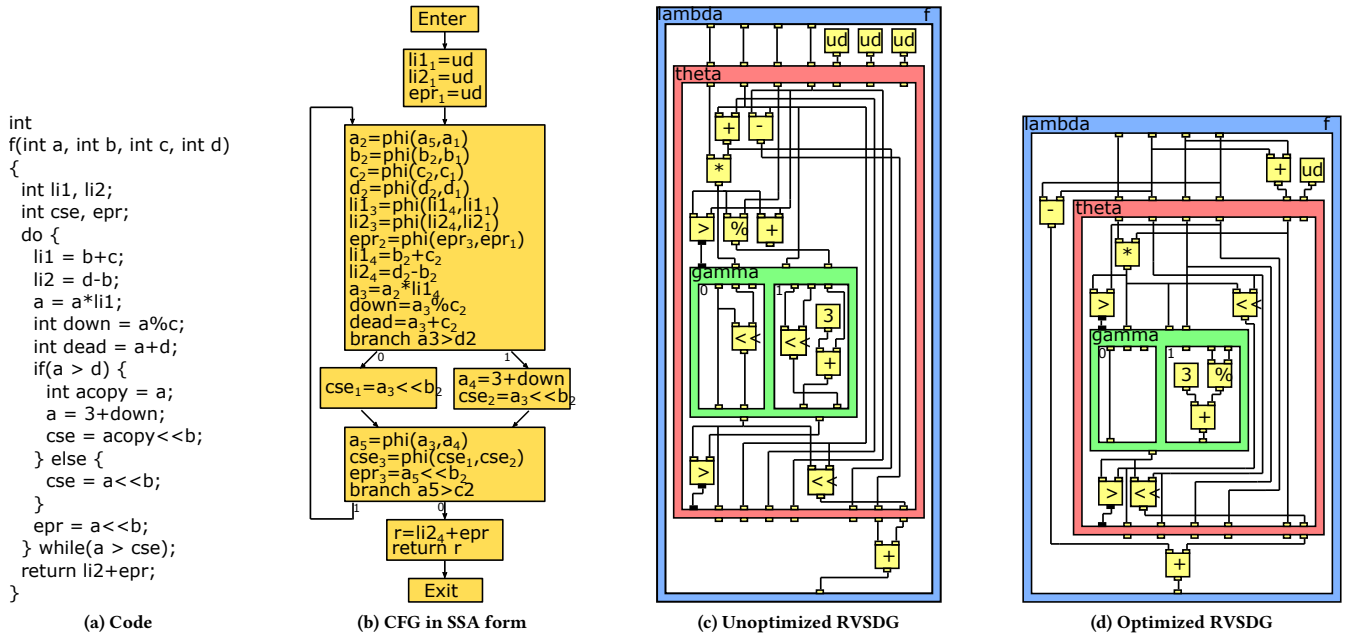 int
f(int a, int b, int c, int d)
{
int li1, li2;
int cse, epr;
do {
li1 = b+c;
li2 = d-b;
a = a*li1;
int down = a%c;
int dead = a+d;
if(a > d) {
int acopy = a;
a = 3+down;
cse = acopy<<b;
} else {
cse = a<<b;
}
epr = a<<b;
} while(a > cse);
return li2+epr;
}
(a) Code
Enter
li1₁=ud
li2₁=ud
epr₁=ud
a₂=phi(a₅,a₁)
b₂=phi(b₂,b₁)
c₂=phi(c₂,c₁)
d₂=phi(d₂,d₁)
li1₃=phi(li1₄,li1₁)
li2₃=phi(li2₄,li2₁)
epr₂=phi(epr₃,epr₁)
li1₄=b₂+c₂
li2₄=d₂-b₂
a₃=a₂*li1₄
down=a₃%c₂
dead=a₃+c₂
branch a3>d2
0 1
cse₁=a₃<<b₂
a₄=3+down
cse₂=a₃<<b₂
a₅=phi(a₃,a₄)
cse₃=phi(cse₁,cse₂)
epr₃=a₅<<b₂
branch a5>c2
1 0
r=li2₄+epr
return r
Exit
(b) CFG in SSA form
lambda f
ud ud ud
theta
+ -
*
> % +
gamma
0 1
3
<< <<
+
>
<<
+
(c) Unoptimized RVSDG
lambda f
+ ud
-
theta
*
> <<
gamma
0 1
3 %
+
> <<
+
(d) Optimized RVSDG